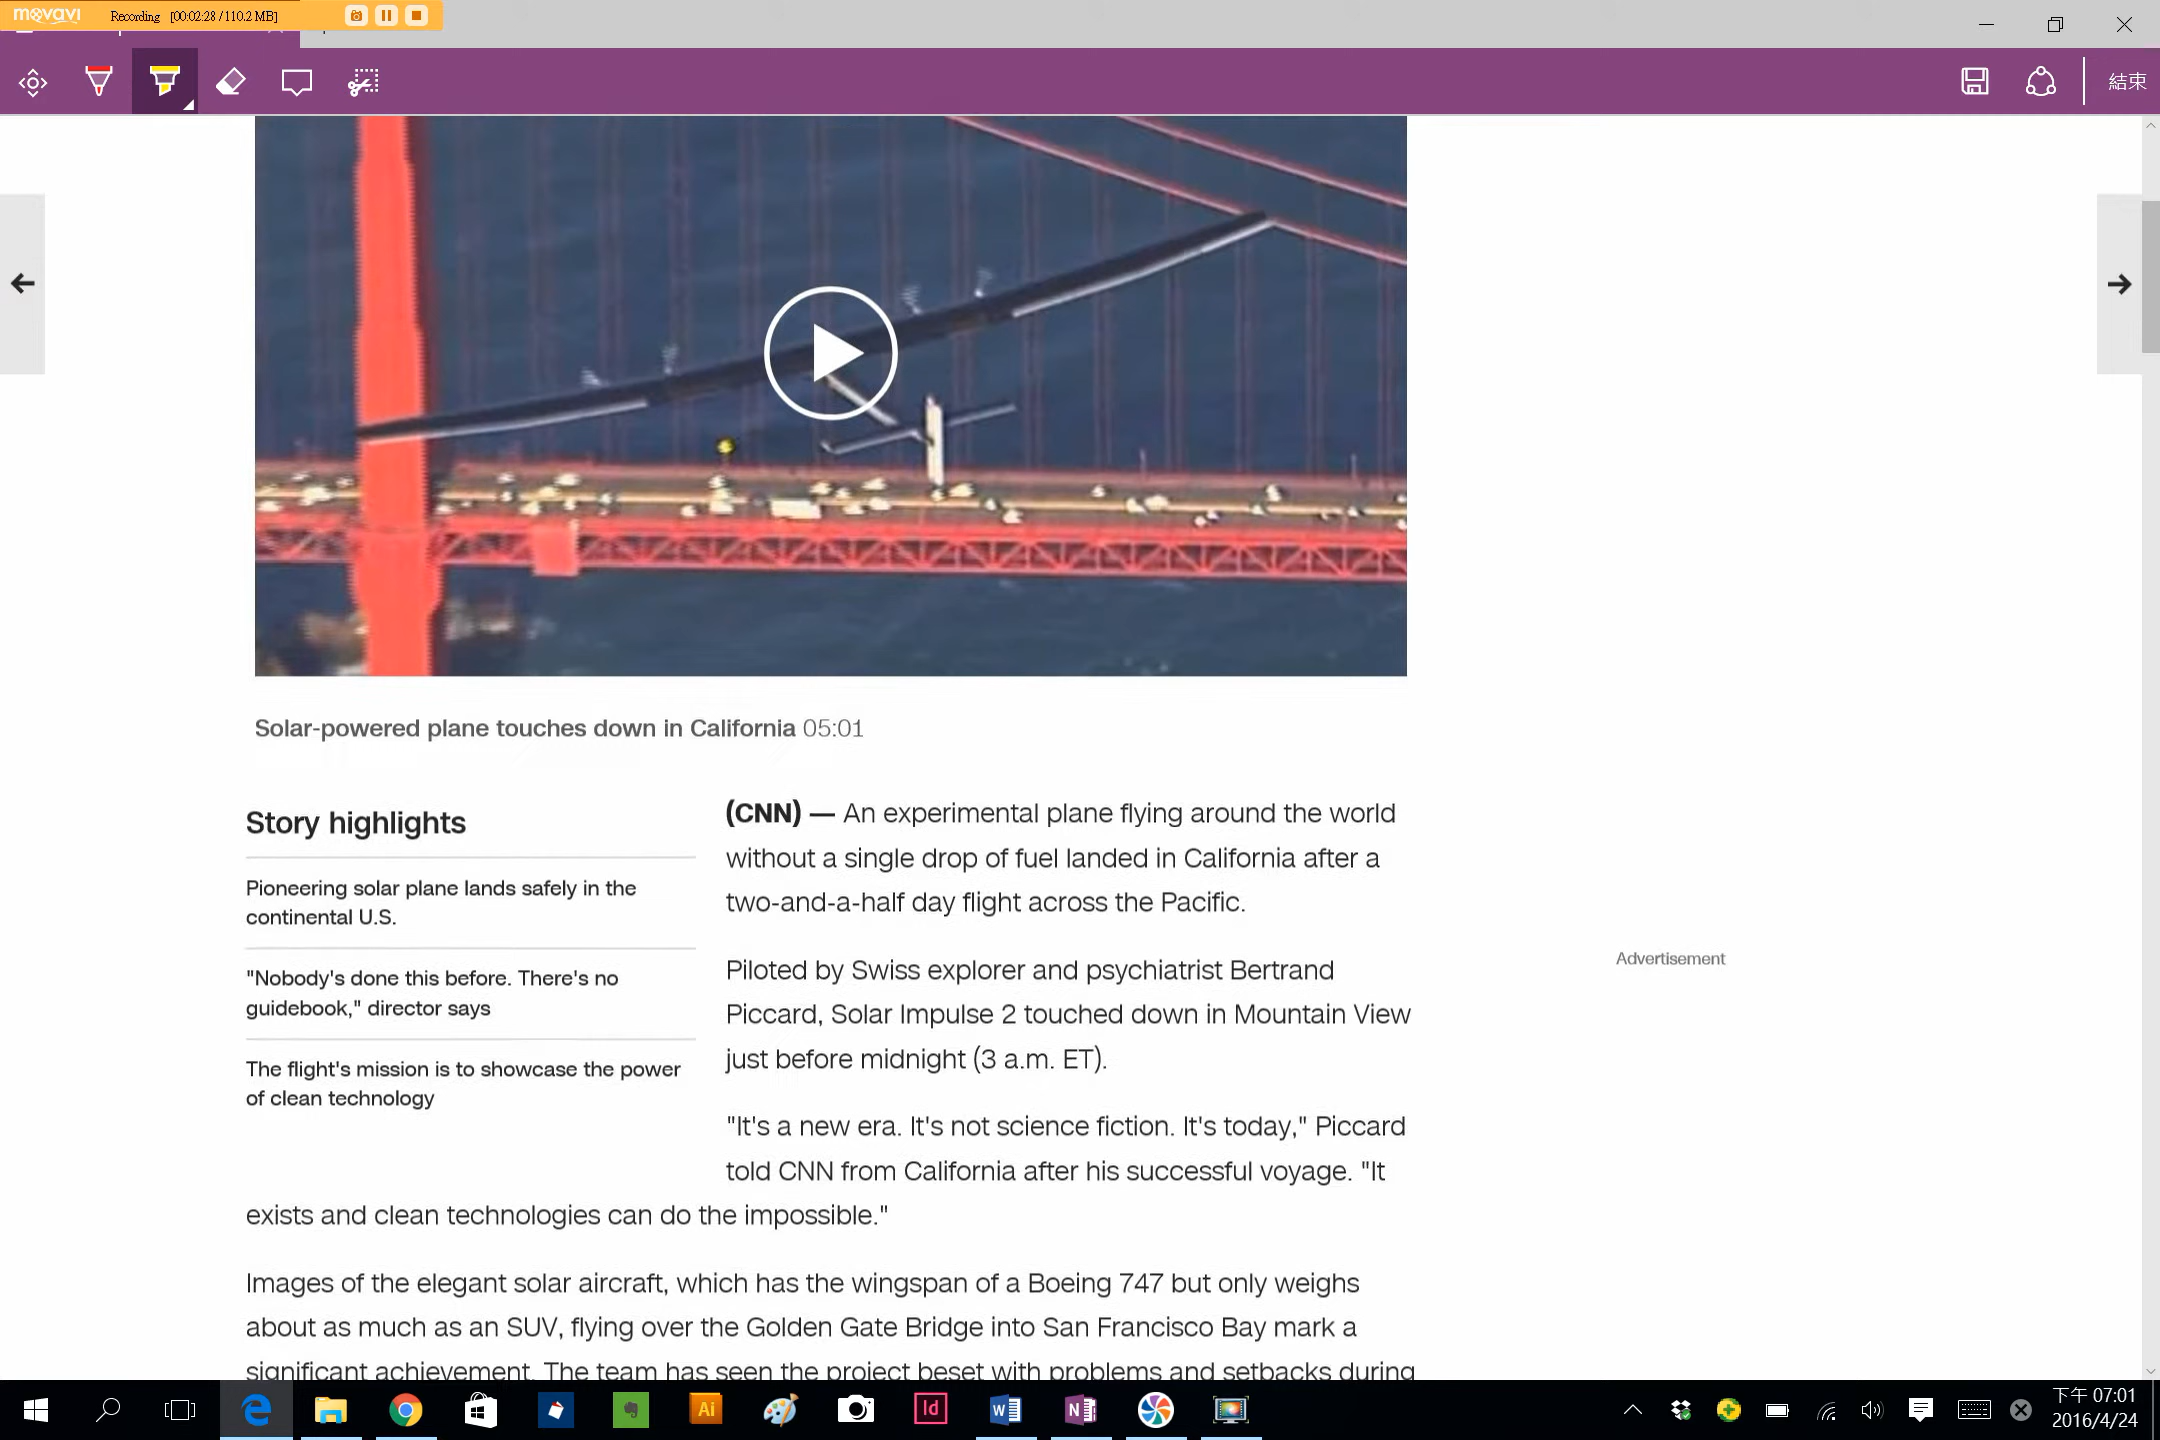 movavi Recording [00:02:28 / 110.2 MB]
結束
Solar-powered plane touches down in California 05:01
Story highlights
Pioneering solar plane lands safely in the
continental U.S.
"Nobody's done this before. There's no
guidebook," director says
The flight's mission is to showcase the power
of clean technology
(CNN) — An experimental plane flying around the world
without a single drop of fuel landed in California after a
two-and-a-half day flight across the Pacific.
Piloted by Swiss explorer and psychiatrist Bertrand
Piccard, Solar Impulse 2 touched down in Mountain View
just before midnight (3 a.m. ET).
"It's a new era. It's not science fiction. It's today," Piccard
told CNN from California after his successful voyage. "It
exists and clean technologies can do the impossible."
Images of the elegant solar aircraft, which has the wingspan of a Boeing 747 but only weighs
about as much as an SUV, flying over the Golden Gate Bridge into San Francisco Bay mark a
significant achievement. The team has seen the project beset with problems and setbacks during
Advertisement
Ai
Id
W
N
下午 07:01
2016/4/24